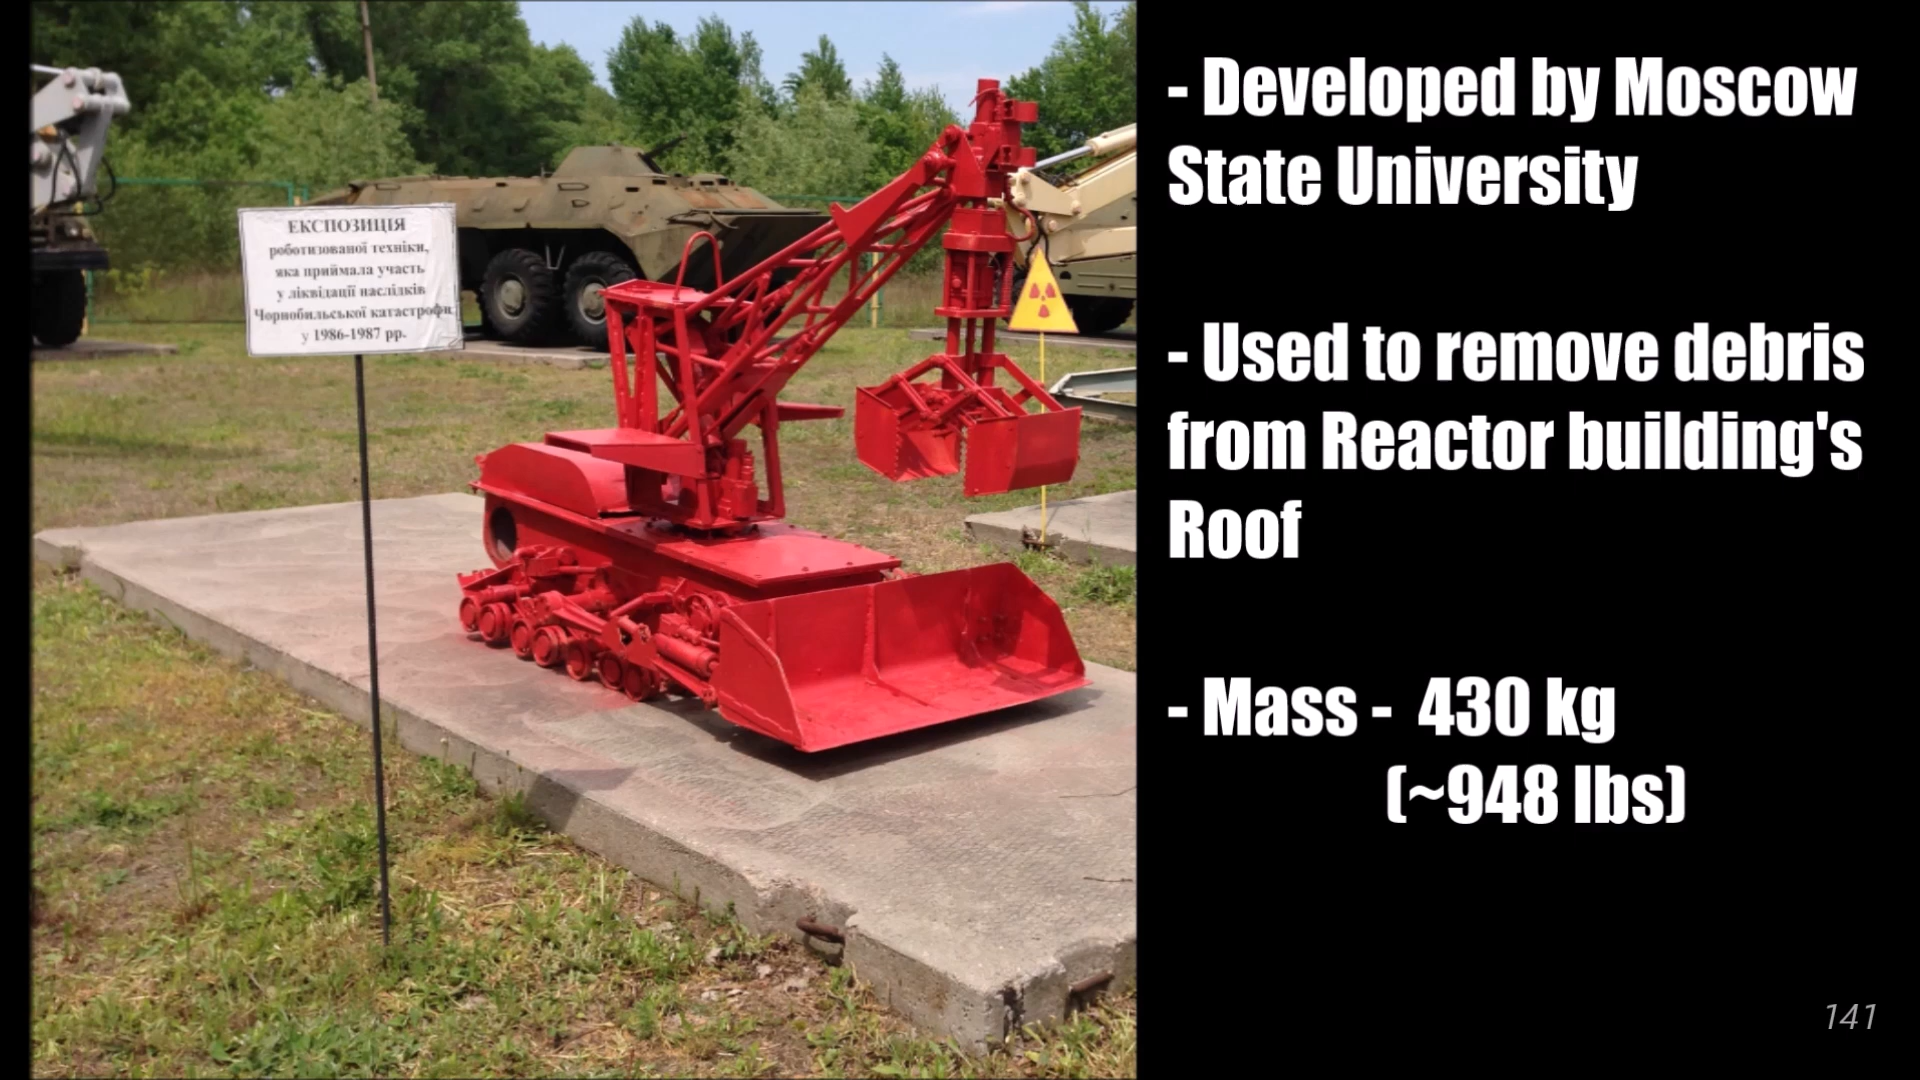 ЕКСПОЗИЦІЯ
роботизованої техніки,
яка приймала участь
у ліквідації наслідків
Чорнобильської катастрофи
у 1986-1987 рр.
- Developed by Moscow
State University
- Used to remove debris
from Reactor building's
Roof
- Mass - 430 kg
(~948 lbs)
141